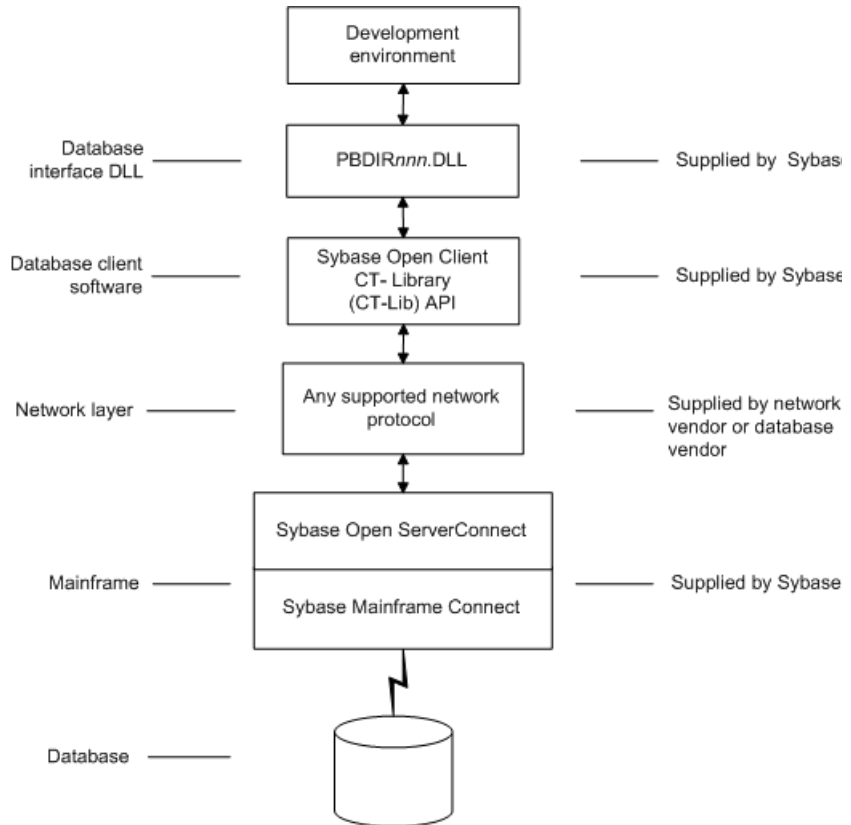 Development
environment
Database
interface DLL
PBDIRnnn.DLL
Supplied by Sybase
Database client
software
Sybase Open Client
CT- Library
(CT-Lib) API
Supplied by Sybase
Network layer
Any supported network
protocol
Supplied by network
vendor or database
vendor
Sybase Open ServerConnect
Mainframe
Supplied by Sybase
Sybase Mainframe Connect
Database